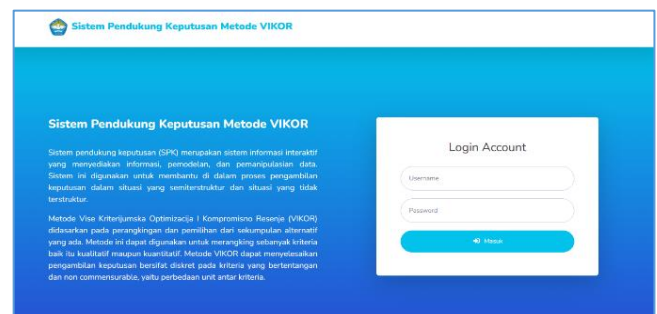 Sistem Pendukung Keputusan Metode VIKOR
Sistem Pendukung Keputusan Metode VIKOR
Sistem pendukung keputusan (SPK) merupakan sistem informasi interaktif
yang menyediakan informasi, pemodelan, dan pemanipulasian data.
Sistem ini digunakan untuk membantu di dalam proses pengambilan
keputusan dalam situasi yang semiterstruktur dan situasi yang tidak
terstruktur.
Metode Vise Kriterijumska Optimizacija I Kompromisno Resenje (VIKOR)
didasarkan pada perangkingan dan pemilihan dari sekumpulan alternatif
yang ada. Metode ini dapat digunakan untuk merangking sebanyak kriteria
baik itu kualitatif maupun kuantitatif. Metode VIKOR dapat menyelesaikan
pengambilan keputusan bersifat diskret pada kriteria yang bertentangan
dan non commensurable, yaitu perbedaan unit antar kriteria.
Login Account
Username
Password
Masuk